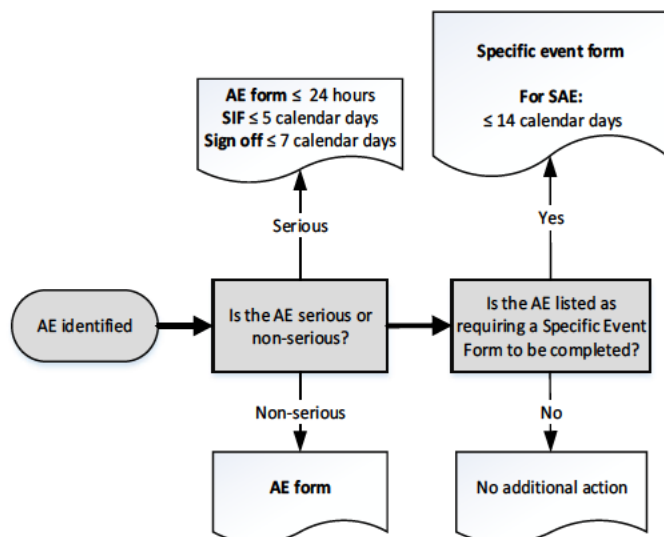 Specific event form
For SAE:
≤ 14 calendar days
AE form ≤ 24 hours
SIF ≤ 5 calendar days
Sign off ≤ 7 calendar days
Serious
Yes
AE identified
Is the AE serious or
non-serious?
Is the AE listed as
requiring a Specific Event
Form to be completed?
Non-serious
No
AE form
No additional action